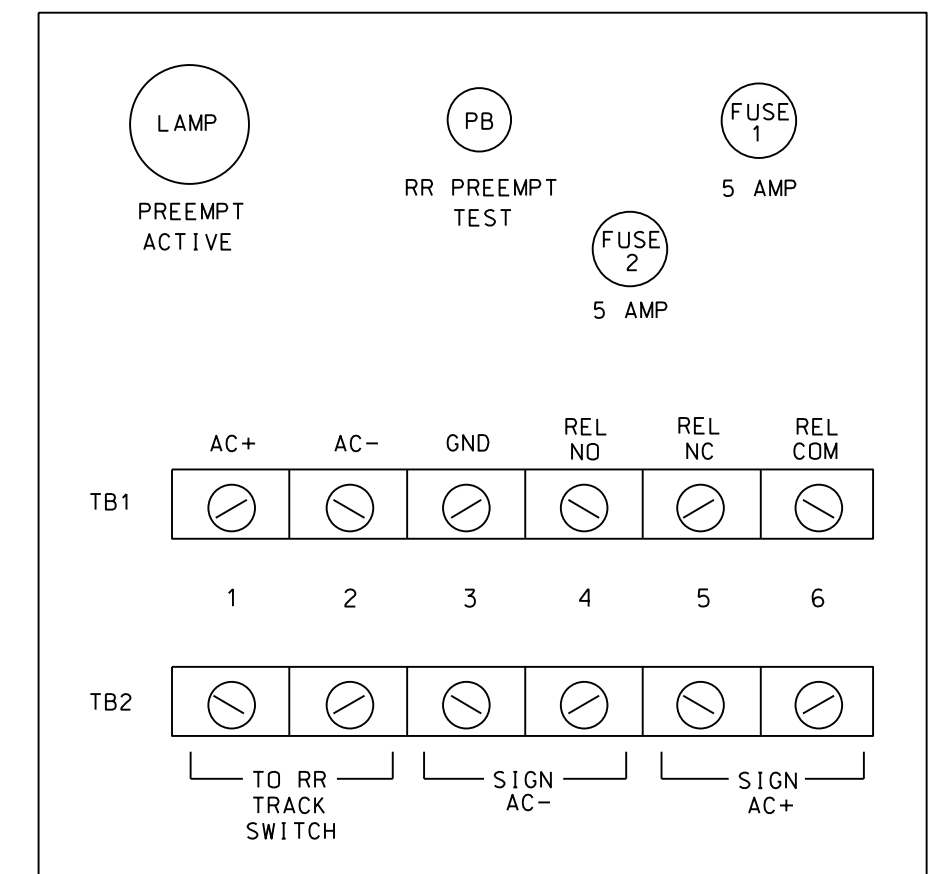 LAMP
PREEMPT
ACTIVE
PB
RR PREEMPT
TEST
FUSE
1
5 AMP
FUSE
2
5 AMP
AC+ AC- GND REL NO REL NC REL COM
TB1
1 2 3 4 5 6
TB2
TO RR
TRACK
SWITCH
SIGN
AC-
SIGN
AC+